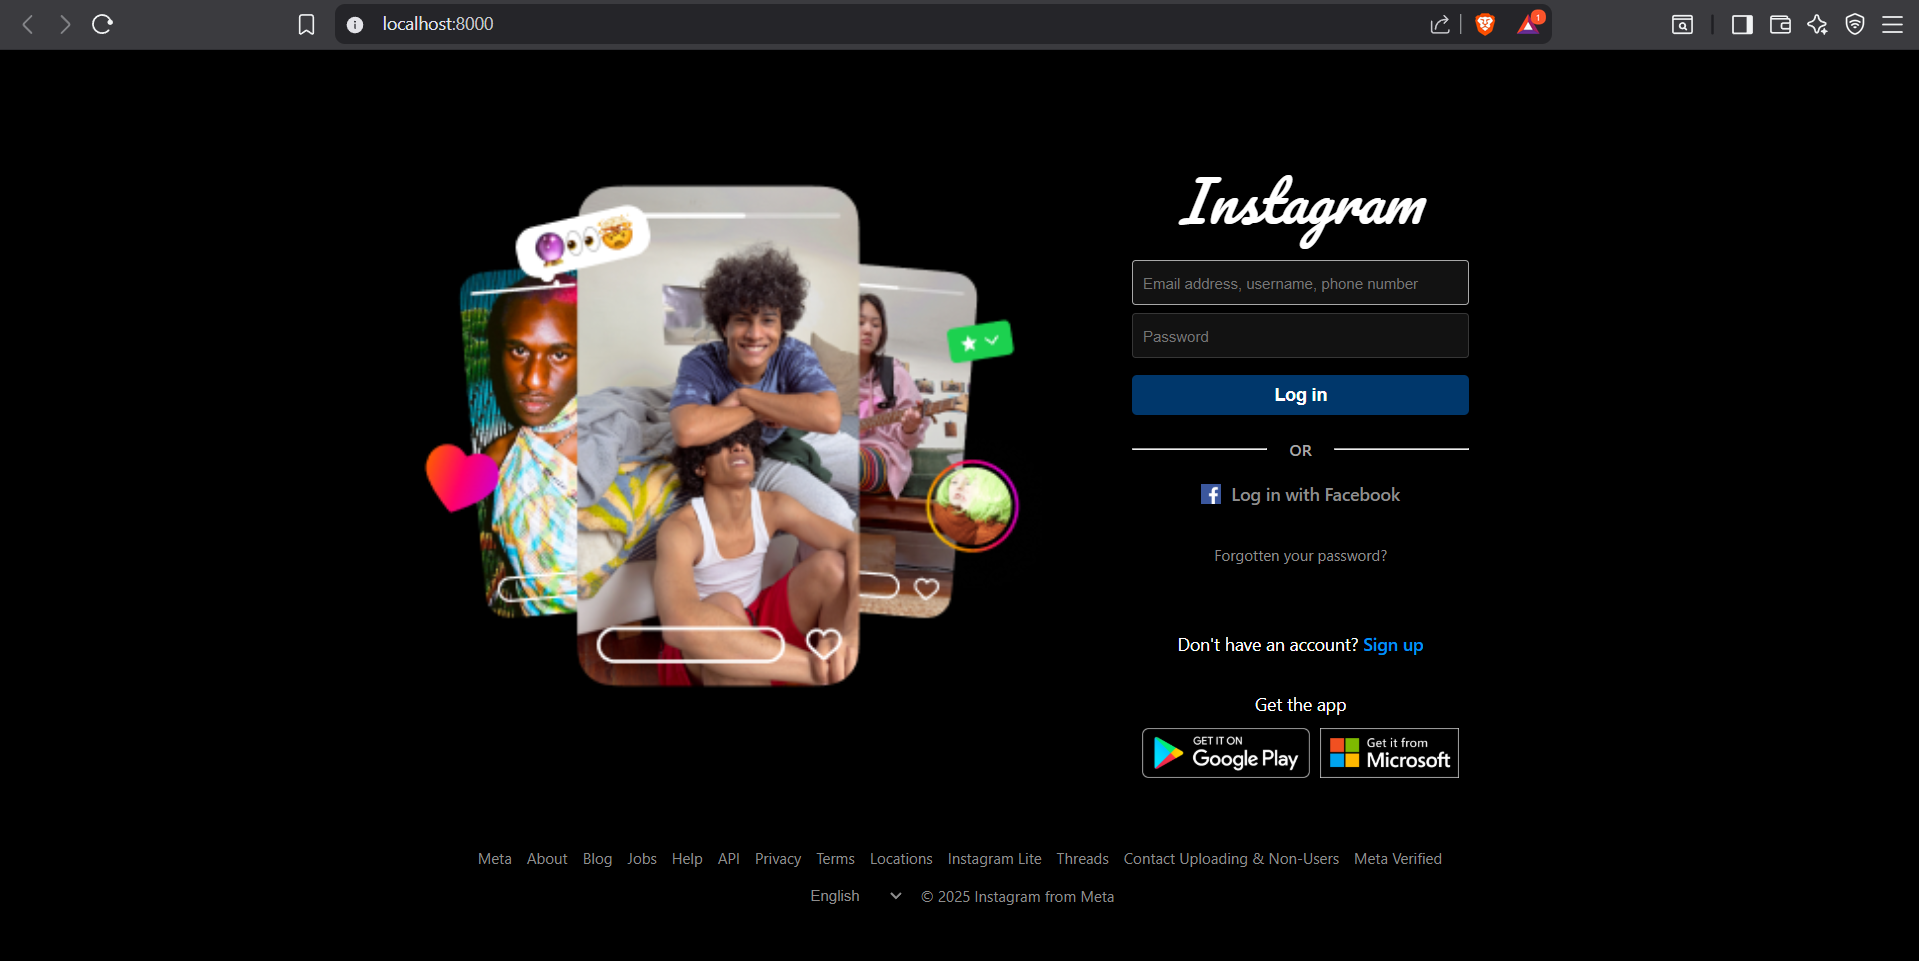 localhost:8000
1
Instagram
Email address, username, phone number
Password
Log in
OR
Log in with Facebook
Forgotten your password?
Don't have an account? Sign up
Get the app
GET IT ON
Google Play
Get it from
Microsoft
Meta About Blog Jobs Help API Privacy Terms Locations Instagram Lite Threads Contact Uploading & Non-Users Meta Verified
English © 2025 Instagram from Meta